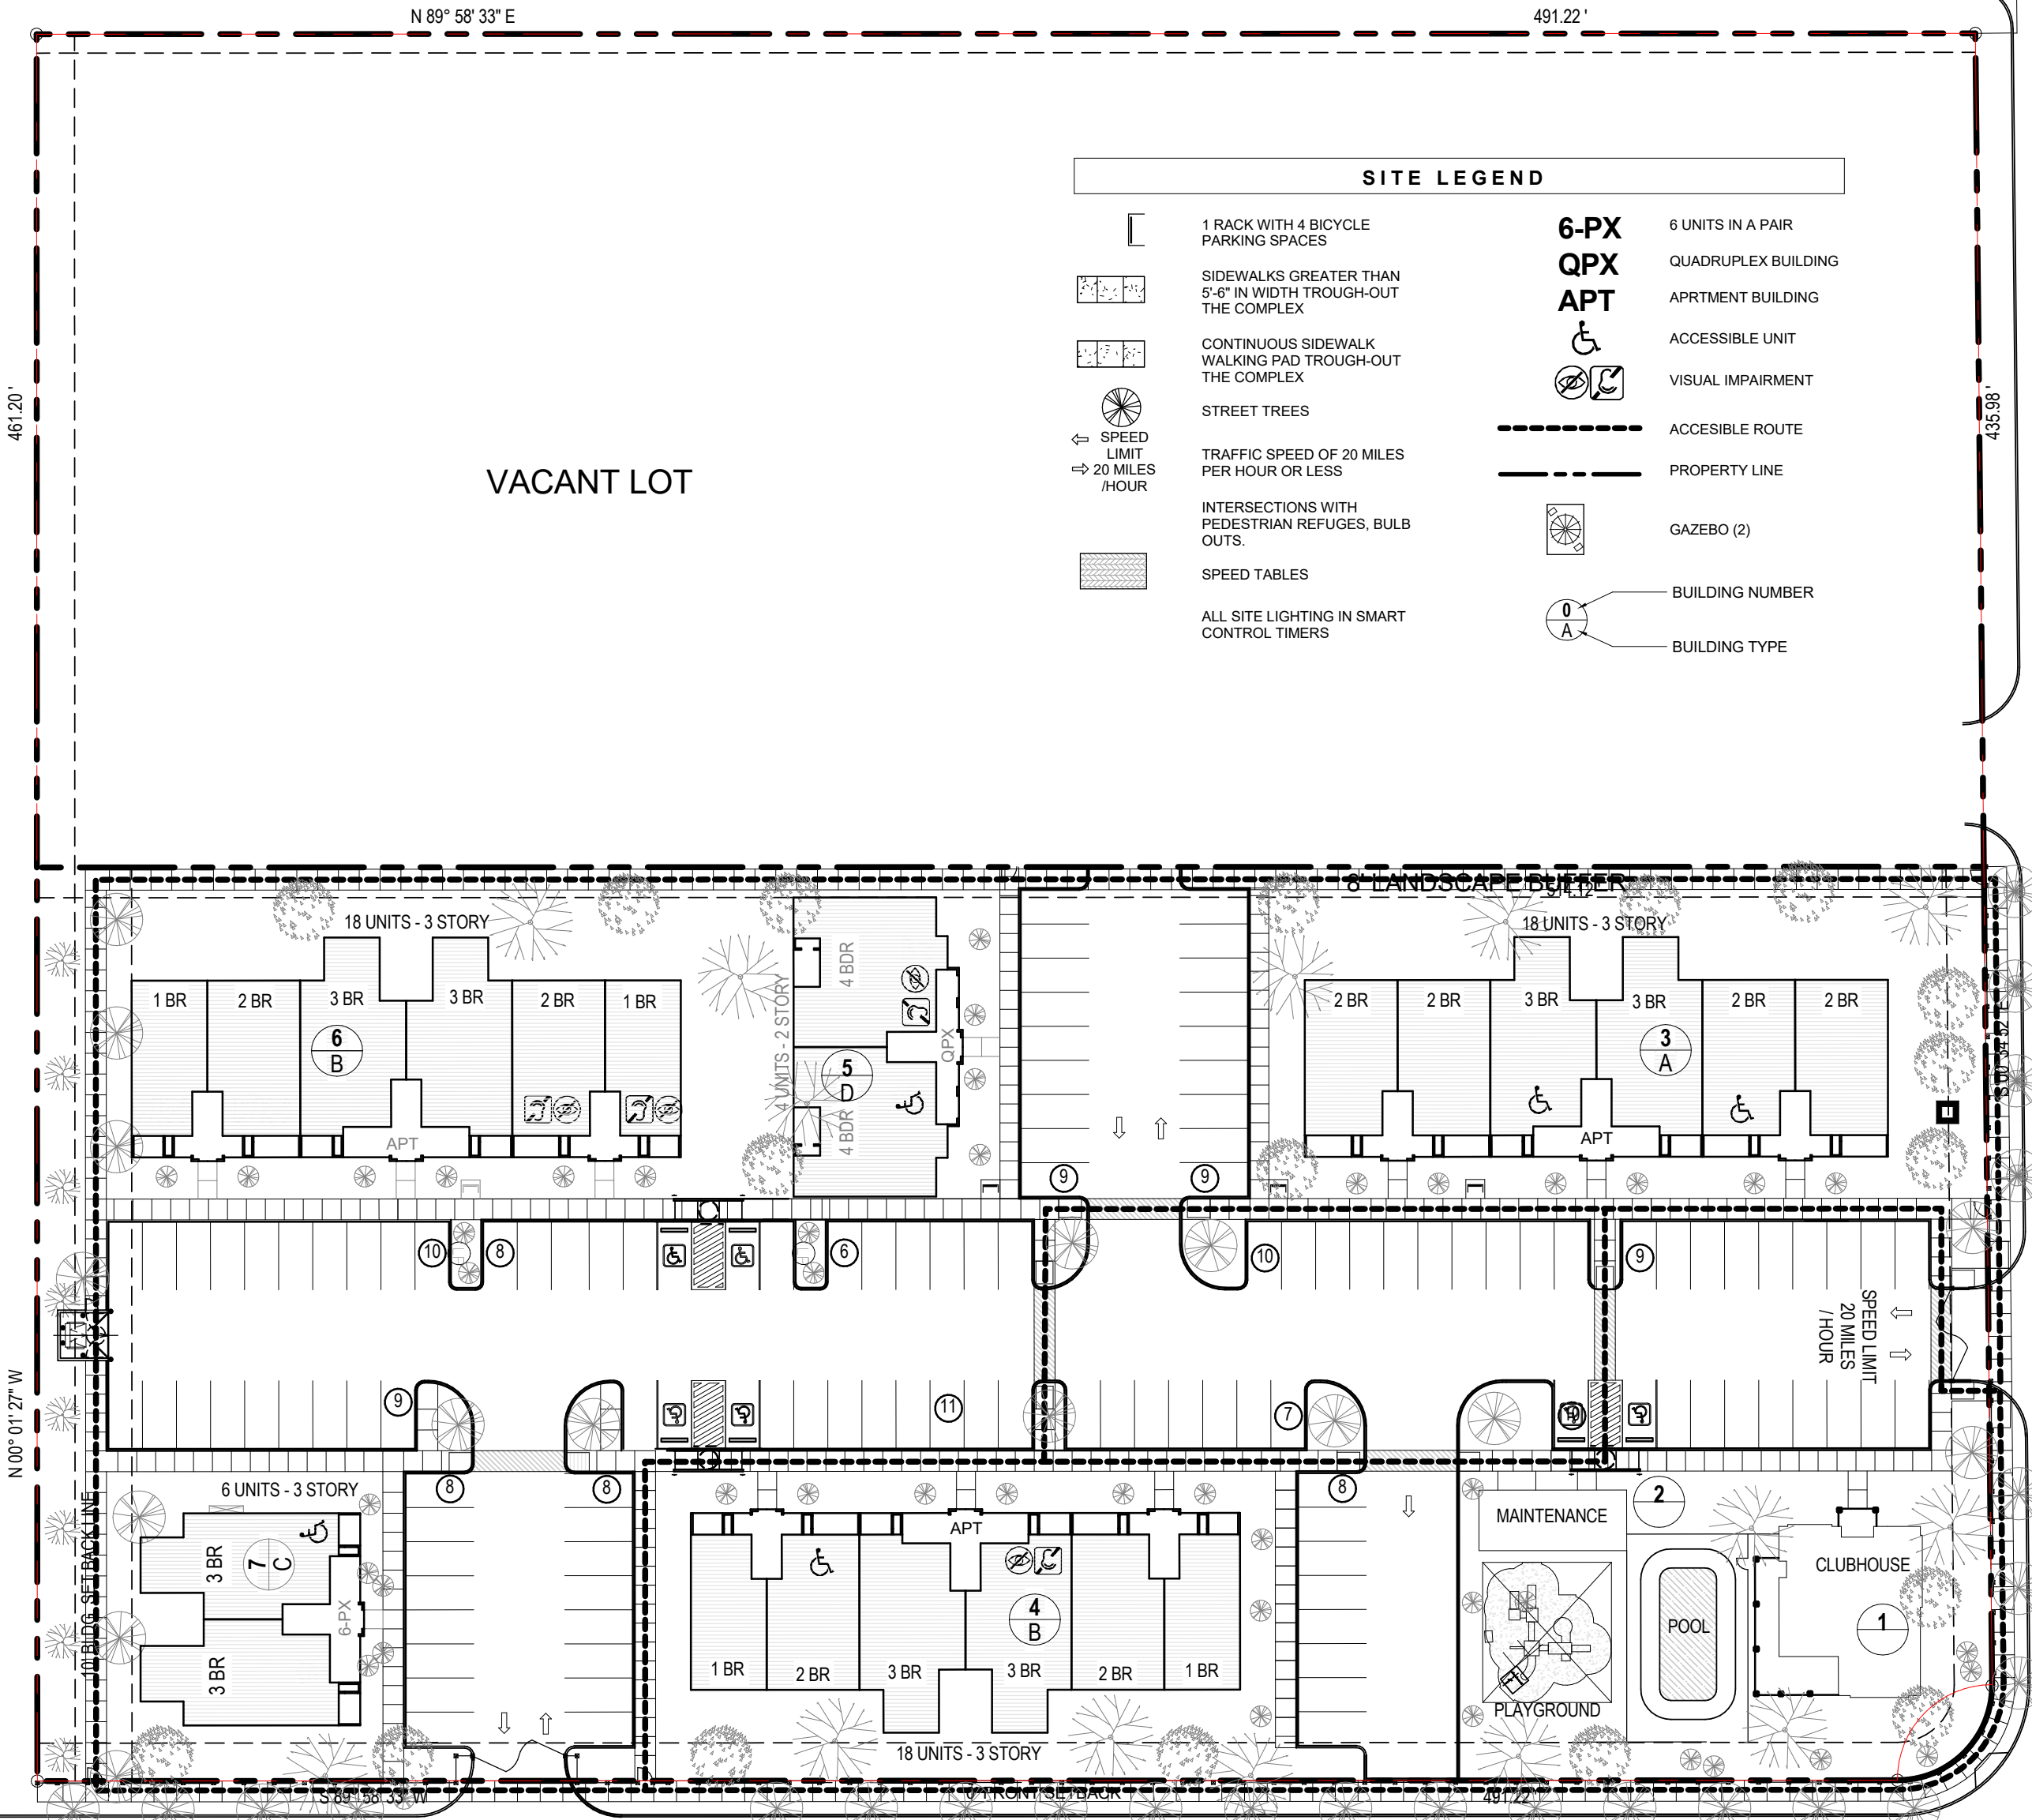 N 89° 58' 33" E
491.22 '
461.20 '
435.98 '
VACANT LOT
SITE LEGEND
1 RACK WITH 4 BICYCLE
PARKING SPACES
SIDEWALKS GREATER THAN
5'-6" IN WIDTH TROUGH-OUT
THE COMPLEX
CONTINUOUS SIDEWALK
WALKING PAD TROUGH-OUT
THE COMPLEX
STREET TREES
SPEED
LIMIT
20 MILES
/HOUR
TRAFFIC SPEED OF 20 MILES
PER HOUR OR LESS
INTERSECTIONS WITH
PEDESTRIAN REFUGES, BULB
OUTS.
SPEED TABLES
ALL SITE LIGHTING IN SMART
CONTROL TIMERS
6-PX
6 UNITS IN A PAIR
QPX
QUADRUPLEX BUILDING
APT
APRTMENT BUILDING
ACCESSIBLE UNIT
VISUAL IMPAIRMENT
ACCESIBLE ROUTE
PROPERTY LINE
GAZEBO (2)
0
A
BUILDING NUMBER
BUILDING TYPE
8' LANDSCAPE BUFFER
514.12'
18 UNITS - 3 STORY
1 BR
2 BR
3 BR
3 BR
2 BR
1 BR
6
B
APT
4 UNITS - 2 STORY
4 BDR
4 BDR
5
D
QPX
18 UNITS - 3 STORY
2 BR
2 BR
3 BR
3 BR
2 BR
2 BR
3
A
APT
9
9
10
8
6
10
9
SPEED LIMIT
20 MILES
/ HOUR
9
11
7
10
8
8
8
N 00° 01' 27" W
10' BLDG SETBACK LINE
6 UNITS - 3 STORY
3 BR
3 BR
7
C
6-PX
APT
4
B
1 BR
2 BR
3 BR
3 BR
2 BR
1 BR
18 UNITS - 3 STORY
2
MAINTENANCE
PLAYGROUND
POOL
CLUBHOUSE
1
S 89° 58' 33" W
FRONT SETBACK
491.22'